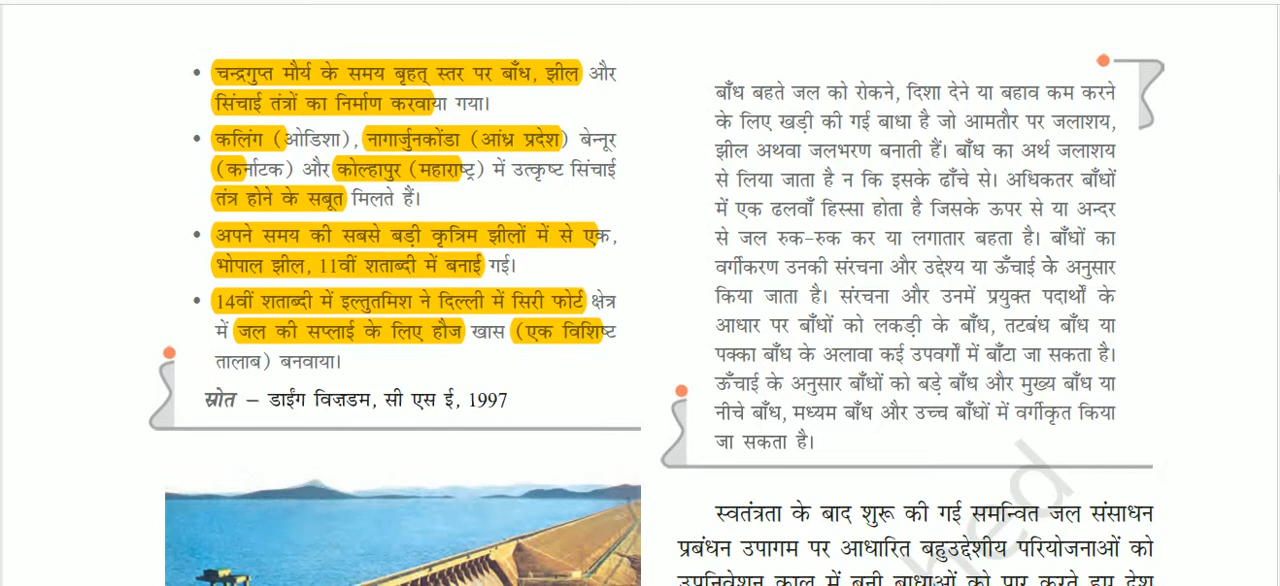 • चन्द्रगुप्त मौर्य के समय बृहत् स्तर पर बाँध, झील और
सिंचाई तंत्रों का निर्माण करवाया गया।
• कलिंग (ओडिशा), नागार्जुनकोंडा (आंध्र प्रदेश) बेन्नूर
(कर्नाटक) और कोल्हापुर (महाराष्ट्र) में उत्कृष्ट सिंचाई
तंत्र होने के सबूत मिलते हैं।
• अपने समय की सबसे बड़ी कृत्रिम झीलों में से एक,
भोपाल झील, 11वीं शताब्दी में बनाई गई।
• 14वीं शताब्दी में इल्तुतमिश ने दिल्ली में सिरी फोर्ट क्षेत्र
में जल की सप्लाई के लिए हौज खास (एक विशिष्ट
तालाब) बनवाया।
स्रोत – डाईंग विज़डम, सी एस ई, 1997
बाँध बहते जल को रोकने, दिशा देने या बहाव कम करने
के लिए खड़ी की गई बाधा है जो आमतौर पर जलाशय,
झील अथवा जलभरण बनाती हैं। बाँध का अर्थ जलाशय
से लिया जाता है न कि इसके ढाँचे से। अधिकतर बाँधों
में एक ढलवाँ हिस्सा होता है जिसके ऊपर से या अन्दर
से जल रुक-रुक कर या लगातार बहता है। बाँधों का
वर्गीकरण उनकी संरचना और उद्देश्य या ऊँचाई के अनुसार
किया जाता है। संरचना और उनमें प्रयुक्त पदार्थों के
आधार पर बाँधों को लकड़ी के बाँध, तटबंध बाँध या
पक्का बाँध के अलावा कई उपवर्गों में बाँटा जा सकता है।
ऊँचाई के अनुसार बाँधों को बड़े बाँध और मुख्य बाँध या
नीचे बाँध, मध्यम बाँध और उच्च बाँधों में वर्गीकृत किया
जा सकता है।
स्वतंत्रता के बाद शुरू की गई समन्वित जल संसाधन
प्रबंधन उपागम पर आधारित बहुउद्देशीय परियोजनाओं को
उपनिवेशन काल में बनी बाधाओं को पार करते हुए देश